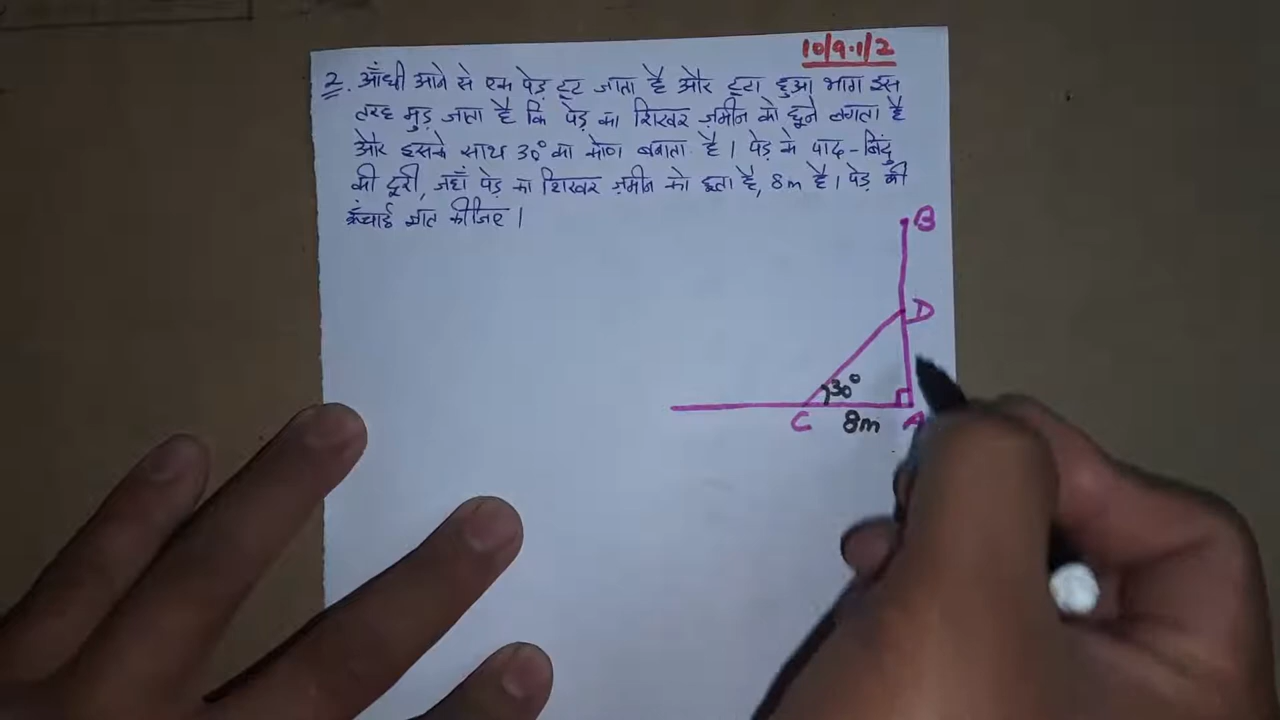 10/9.1/2
2. आँधी आने से एक पेड़ टूट जाता है और टूटा हुआ भाग इस
तरह मुड़ जाता है कि पेड़ का शिखर ज़मीन को छूने लगता है
और इसके साथ 30° का कोण बनाता है। पेड़ के पाद-बिंदु
की दूरी, जहाँ पेड़ का शिखर ज़मीन को छूता है, 8m है। पेड़ की
ऊँचाई ज्ञात कीजिए।
B
D
30°
C 8m A